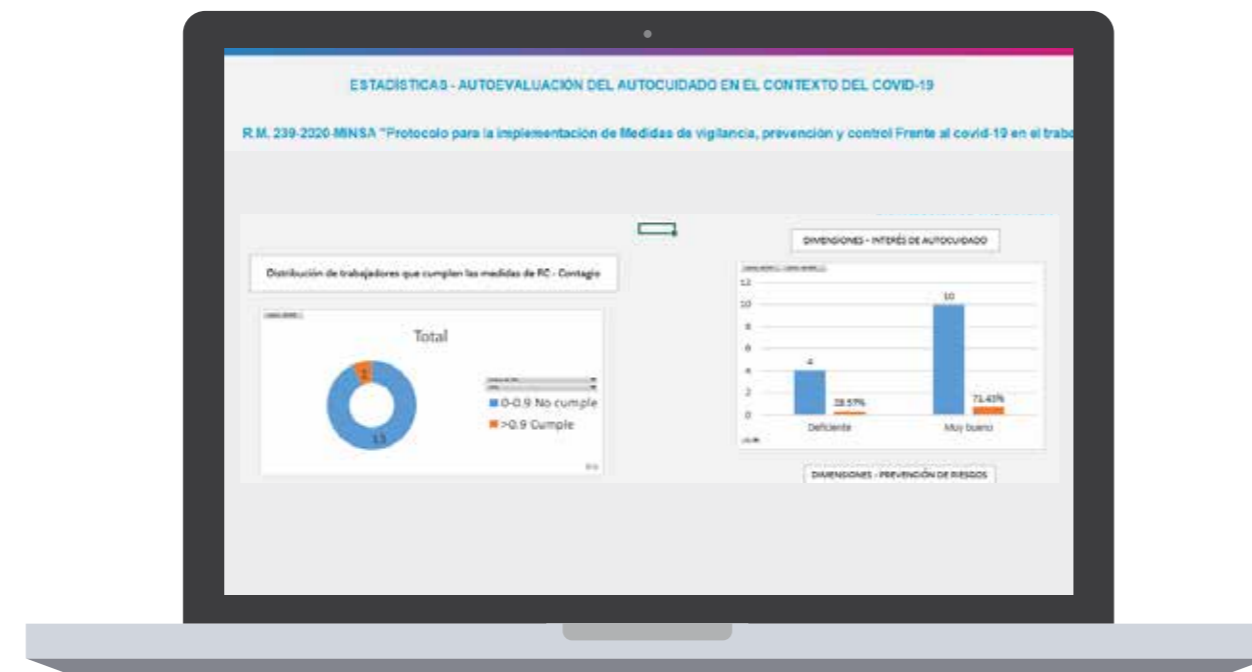 ESTADÍSTICAS - AUTOEVALUACIÓN DEL AUTOCUIDADO EN EL CONTEXTO DEL COVID-19
R.M. 239-2020-MINSA "Protocolo para la implementación de Medidas de vigilancia, prevención y control Frente al covid-19 en el traba
Distribución de trabajadores que cumplen las medidas de RC - Contagio
Total
1
13
0-0.9 No cumple
>0.9 Cumple
DIMENSIONES - INTERÉS DE AUTOCUIDADO
12
10
8
6
4
2
0
4
28.57%
10
71.43%
Deficiente
Muy bueno
DIMENSIONES - PREVENCIÓN DE RIESGOS